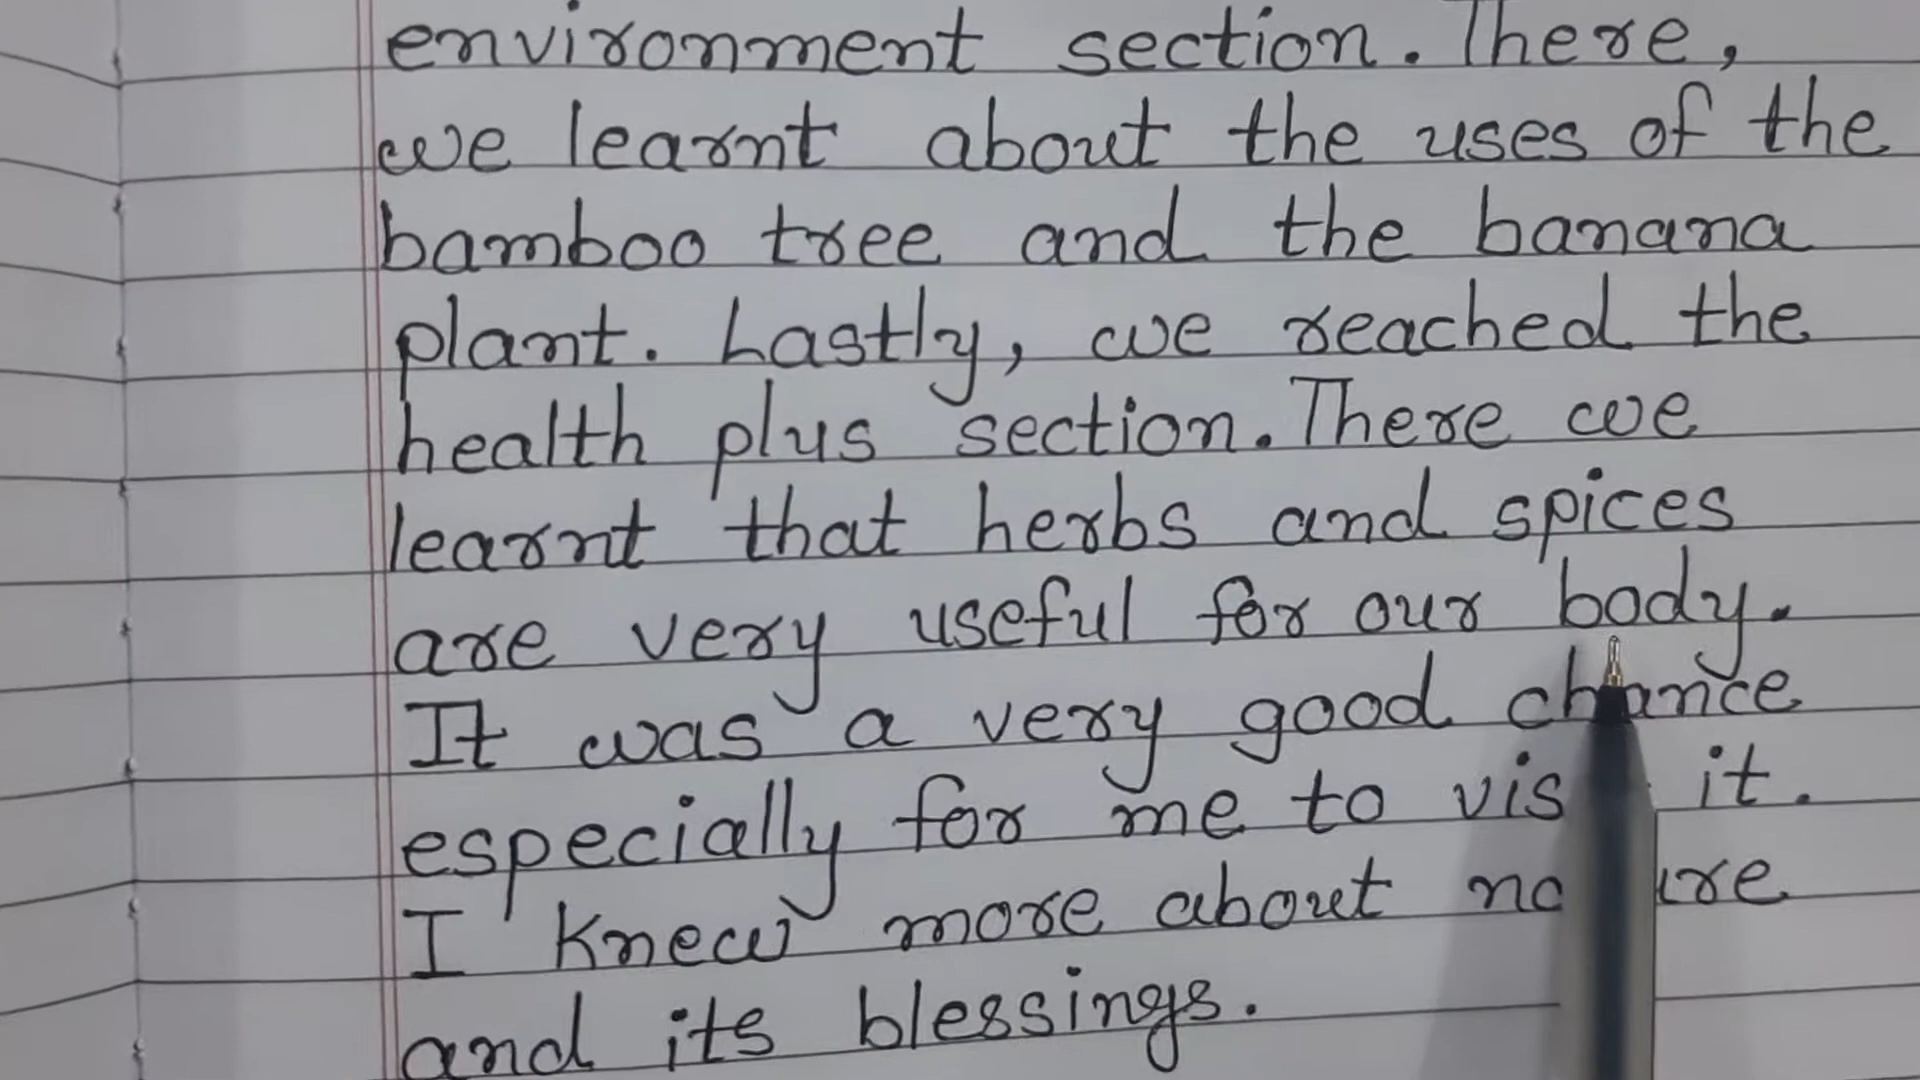 environment section. There,
we learnt about the uses of the
bamboo tree and the banana
plant. Lastly, we reached the
health plus section. There we
learnt that herbs and spices
are very useful for our body.
It was a very good chance
especially for me to visit it.
I knew more about nature
and its blessings.